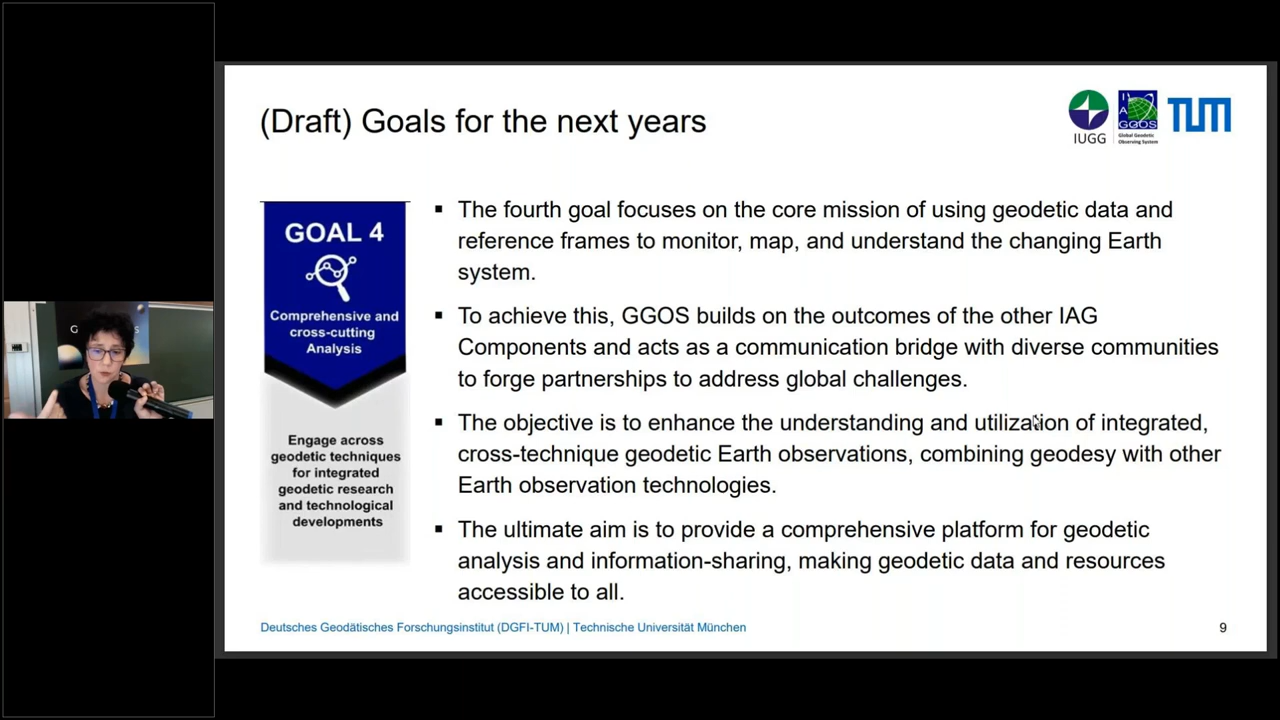 (Draft) Goals for the next years
IUGG
I
A
G
GGOS
Global Geodetic
Observing System
TUM
GOAL 4
Comprehensive and
cross-cutting
Analysis
Engage across
geodetic techniques
for integrated
geodetic research
and technological
developments
▪ The fourth goal focuses on the core mission of using geodetic data and
reference frames to monitor, map, and understand the changing Earth
system.
▪ To achieve this, GGOS builds on the outcomes of the other IAG
Components and acts as a communication bridge with diverse communities
to forge partnerships to address global challenges.
▪ The objective is to enhance the understanding and utilization of integrated,
cross-technique geodetic Earth observations, combining geodesy with other
Earth observation technologies.
▪ The ultimate aim is to provide a comprehensive platform for geodetic
analysis and information-sharing, making geodetic data and resources
accessible to all.
Deutsches Geodätisches Forschungsinstitut (DGFI-TUM) | Technische Universität München
9